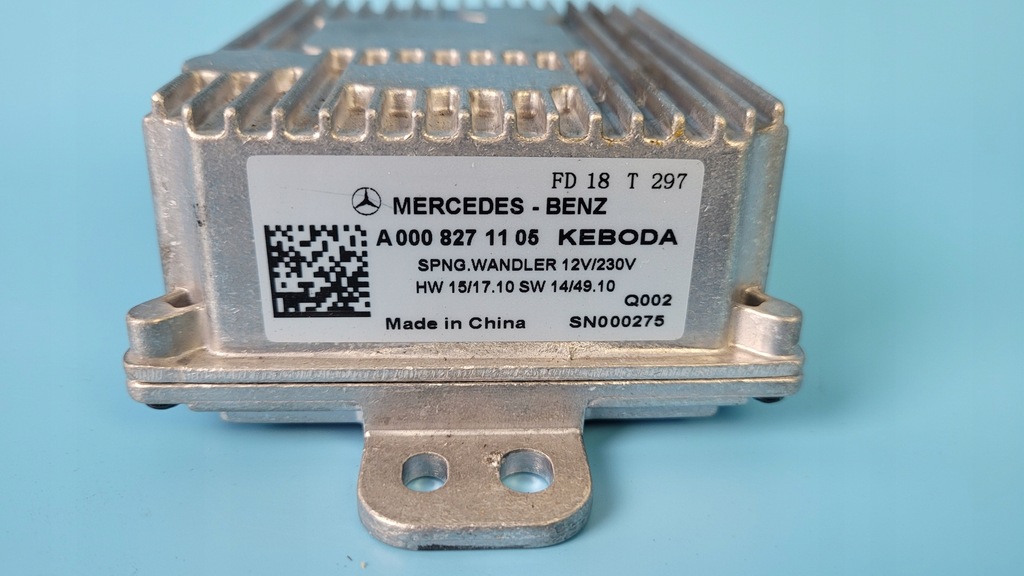 FD 18 T 297
MERCEDES - BENZ
A 000 827 11 05 KEBODA
SPNG.WANDLER 12V/230V
HW 15/17.10 SW 14/49.10
Q002
Made in China SN000275